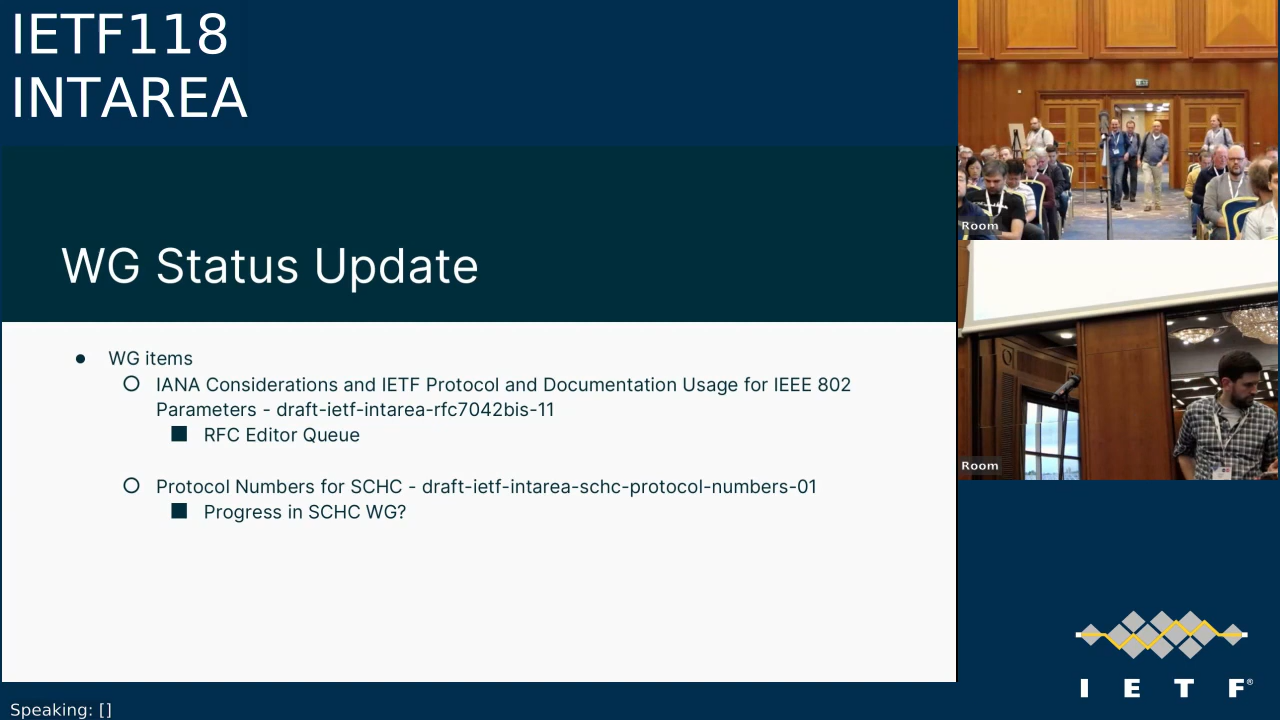 IETF118
INTAREA
WG Status Update
● WG items
○ IANA Considerations and IETF Protocol and Documentation Usage for IEEE 802
Parameters - draft-ietf-intarea-rfc7042bis-11
■ RFC Editor Queue
○ Protocol Numbers for SCHC - draft-ietf-intarea-schc-protocol-numbers-01
■ Progress in SCHC WG?
Room
Room
I E T F®
Speaking: []